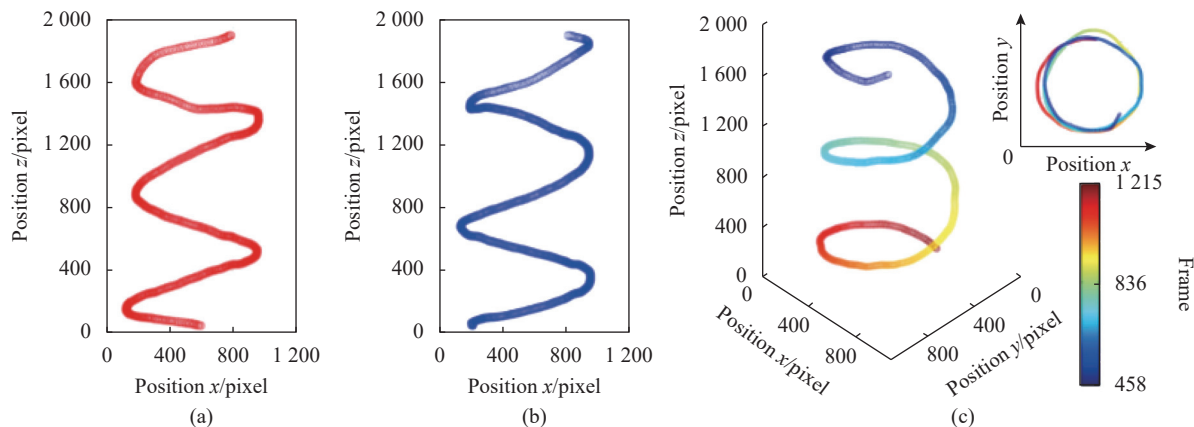 2 000
1 600
1 200
800
400
0
Position z/pixel
0 400 800 1 200
Position x/pixel
(a)
2 000
1 600
1 200
800
400
0
Position z/pixel
0 400 800 1 200
Position x/pixel
(b)
2 000
1 600
1 200
800
400
0
Position z/pixel
0
400
800
Position x/pixel
0
400
800
Position y/pixel
(c)
Position y
0
Position x
1 215
836
458
Frame